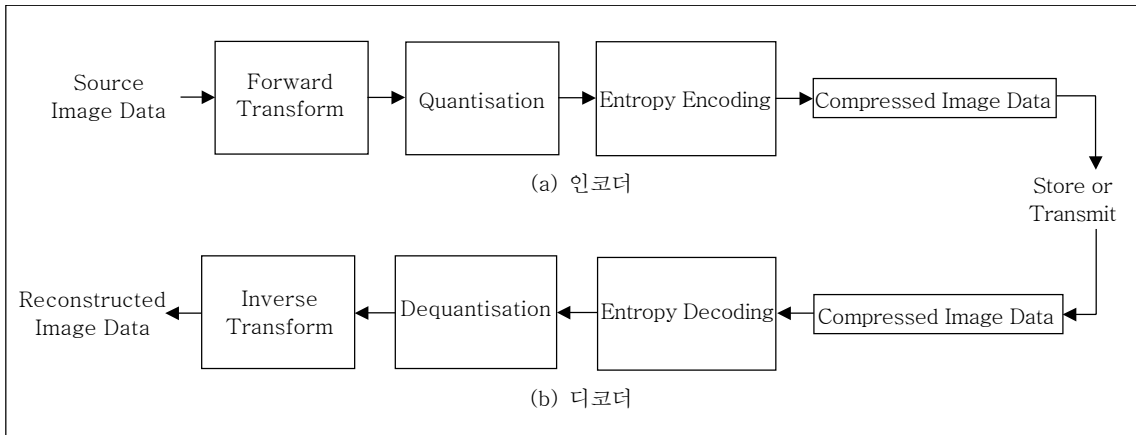 Source
Image Data
Forward
Transform
Quantisation
Entropy Encoding
Compressed Image Data
(a) 인코더
Store or
Transmit
Reconstructed
Image Data
Inverse
Transform
Dequantisation
Entropy Decoding
Compressed Image Data
(b) 디코더